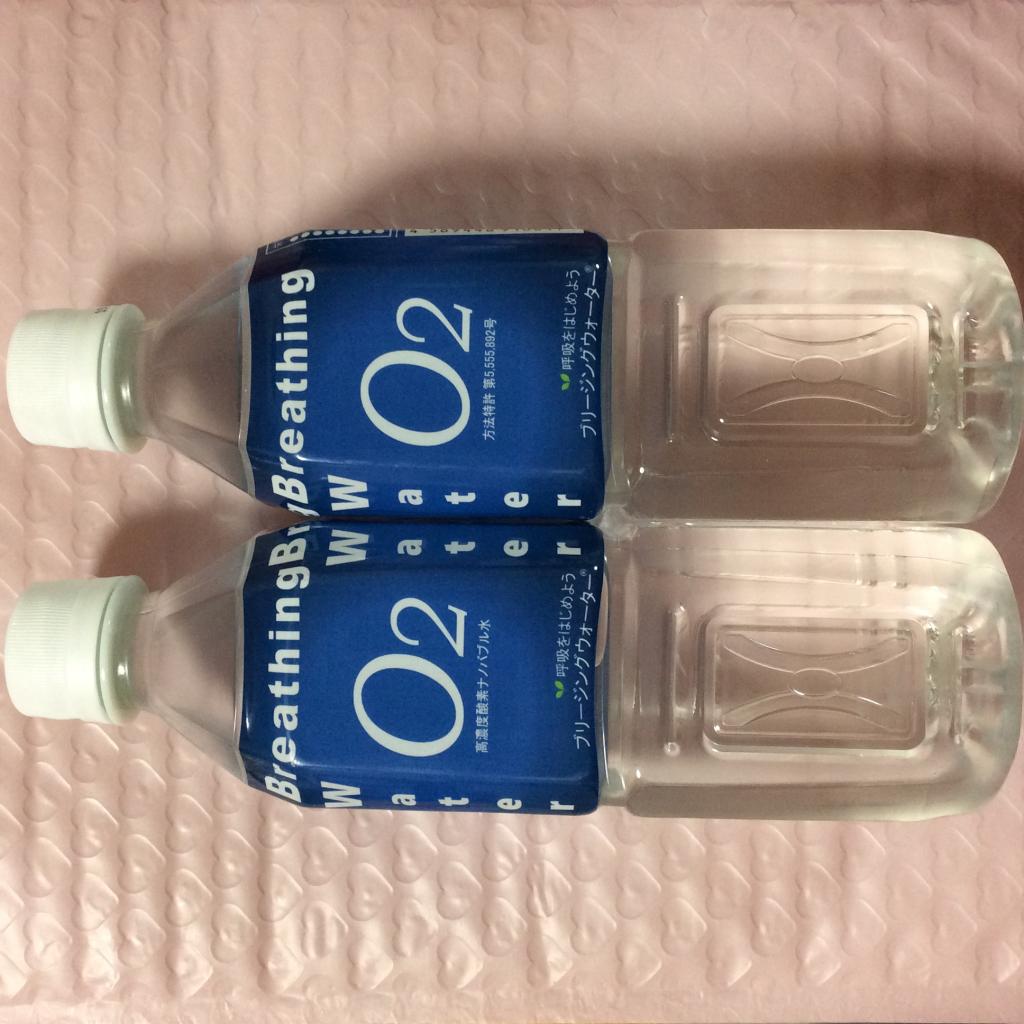 Breathing
Water
O2
方法特許 第5,555,892号
呼吸をはじめよう
ブリージングウォーター®
Breathing
Water
O2
高濃度酸素ナノバブル水
呼吸をはじめよう
ブリージングウォーター®
Water